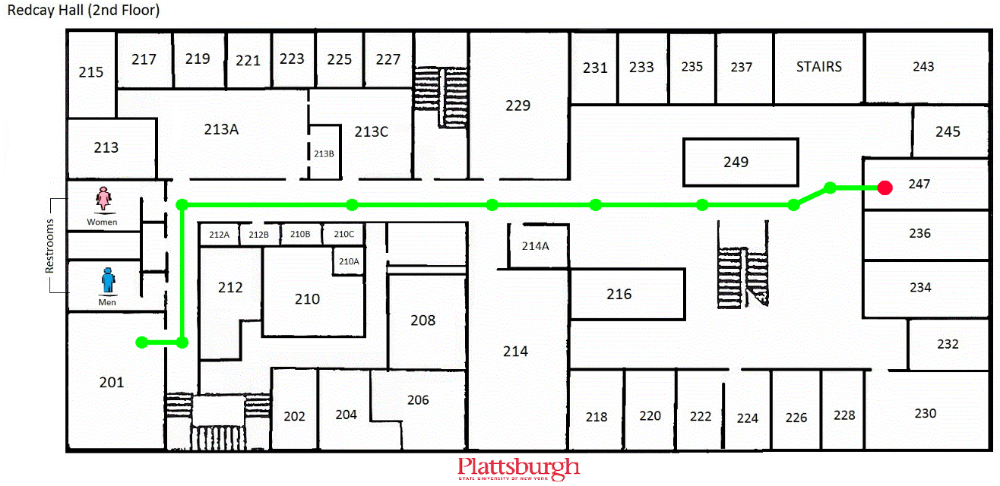 Redcay Hall (2nd Floor)
215
217
219
221
223
225
227
229
231
233
235
237
STAIRS
243
213
213A
213B
213C
249
245
247
Women
Restrooms
Men
212A
212B
210B
210C
210A
214A
236
212
210
208
216
234
214
232
201
202
204
206
218
220
222
224
226
228
230
Plattsburgh
STATE UNIVERSITY OF NEW YORK